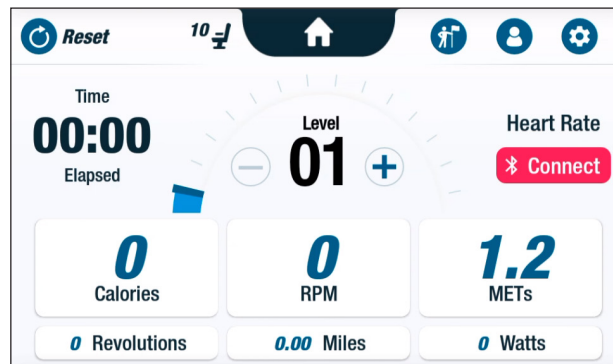 Reset
10
Time
00:00
Elapsed
Level
01
Heart Rate
Connect
0
Calories
0
RPM
1.2
METs
0 Revolutions
0.00 Miles
0 Watts